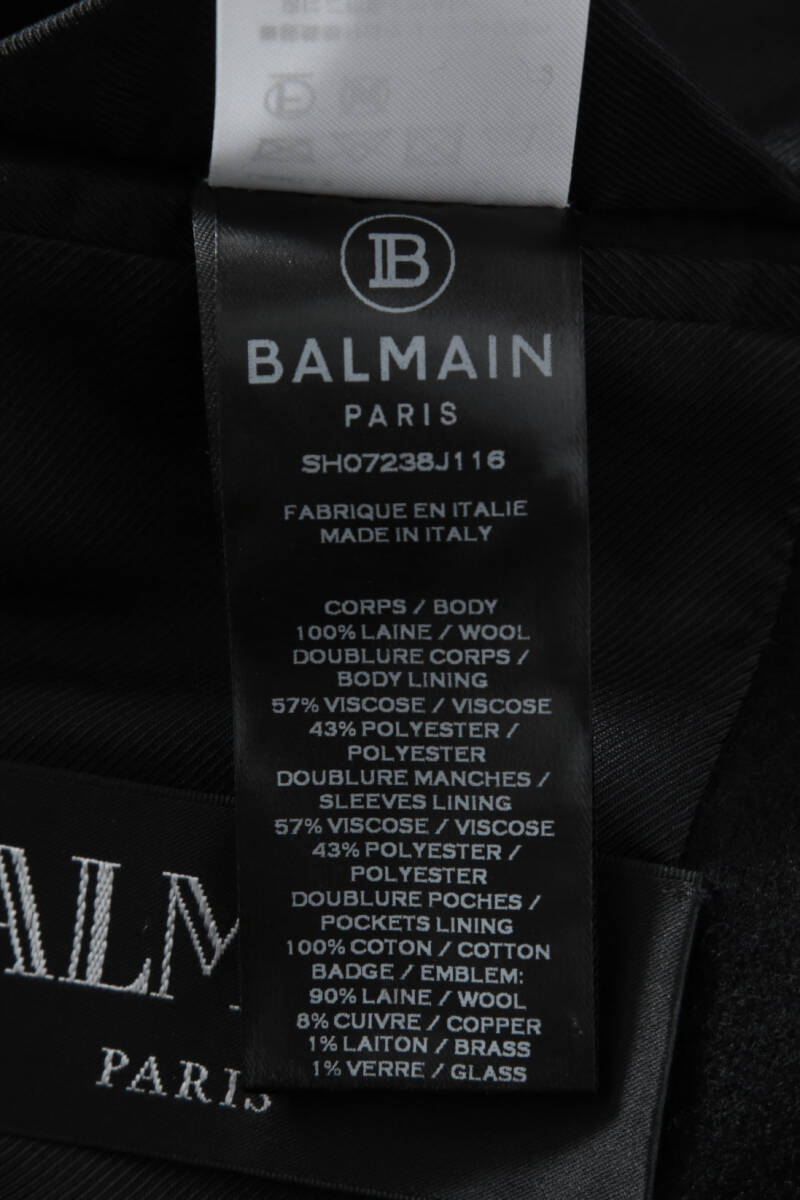 B
BALMAIN
PARIS
SH07238J116
FABRIQUE EN ITALIE
MADE IN ITALY
CORPS / BODY
100% LAINE / WOOL
DOUBLURE CORPS /
BODY LINING
57% VISCOSE / VISCOSE
43% POLYESTER /
POLYESTER
DOUBLURE MANCHES /
SLEEVES LINING
57% VISCOSE / VISCOSE
43% POLYESTER /
POLYESTER
DOUBLURE POCHES /
POCKETS LINING
100% COTON / COTTON
BADGE / EMBLEM:
90% LAINE / WOOL
8% CUIVRE / COPPER
1% LAITON / BRASS
1% VERRE / GLASS
ALM
PARIS